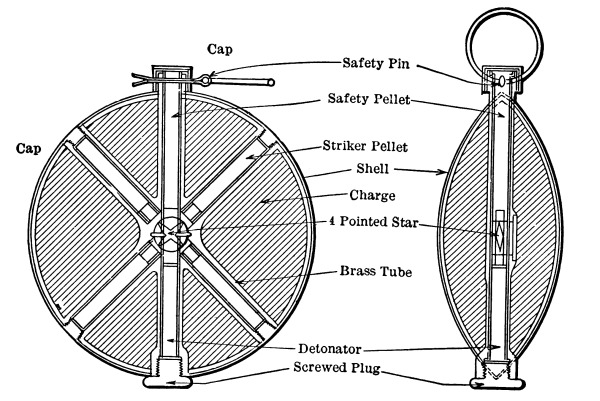 Cap
Safety Pin
Safety Pellet
Cap
Striker Pellet
Shell
Charge
4 Pointed Star
Brass Tube
Detonator
Screwed Plug